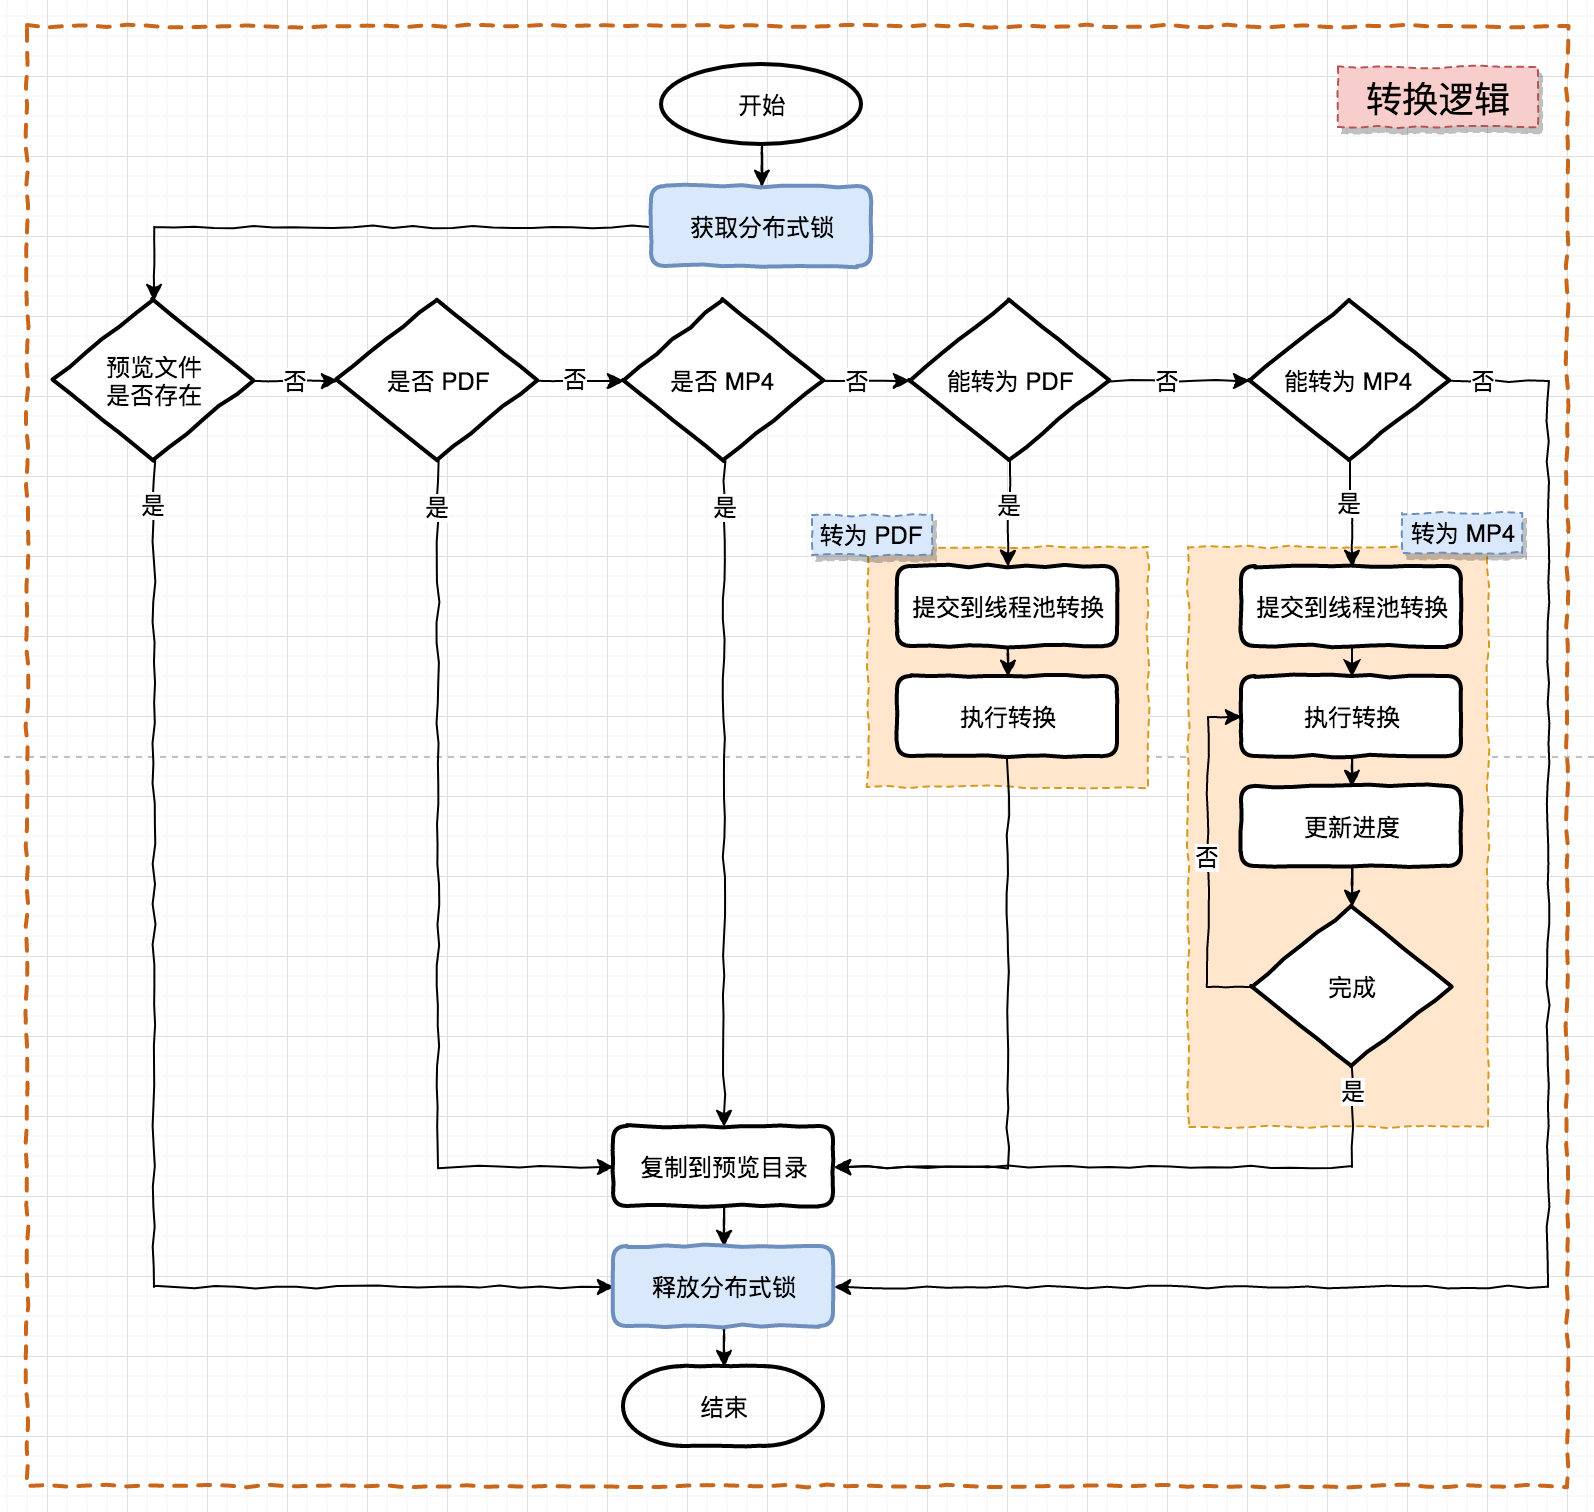 开始
转换逻辑
获取分布式锁
预览文件
是否存在
否
是否 PDF
否
是否 MP4
否
能转为 PDF
否
能转为 MP4
否
是
是
是
是
是
转为 PDF
转为 MP4
提交到线程池转换
提交到线程池转换
执行转换
执行转换
更新进度
否
完成
是
复制到预览目录
释放分布式锁
结束